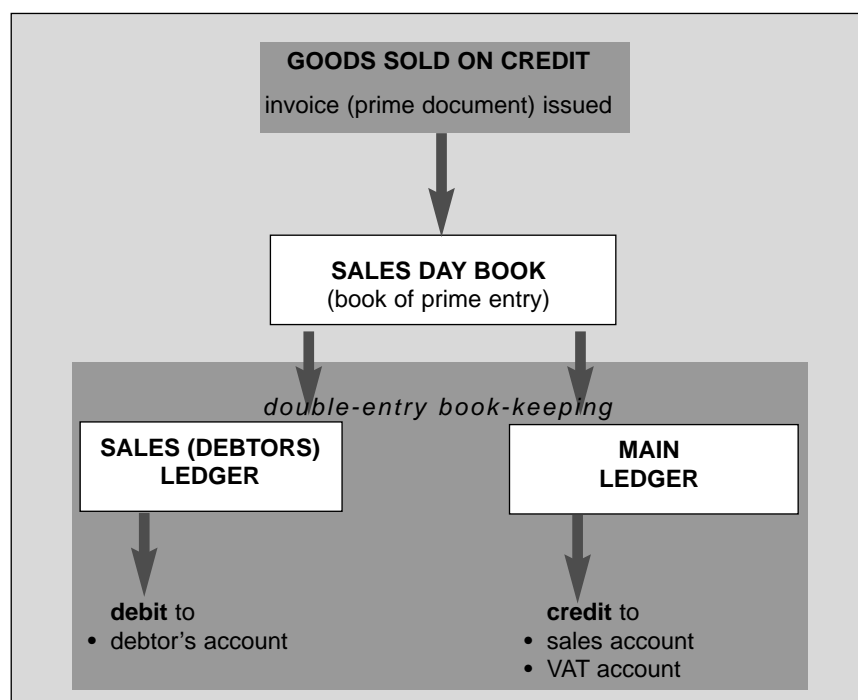 GOODS SOLD ON CREDIT
invoice (prime document) issued
SALES DAY BOOK
(book of prime entry)
double-entry book-keeping
SALES (DEBTORS)
LEDGER
MAIN
LEDGER
debit to
• debtor’s account
credit to
• sales account
• VAT account